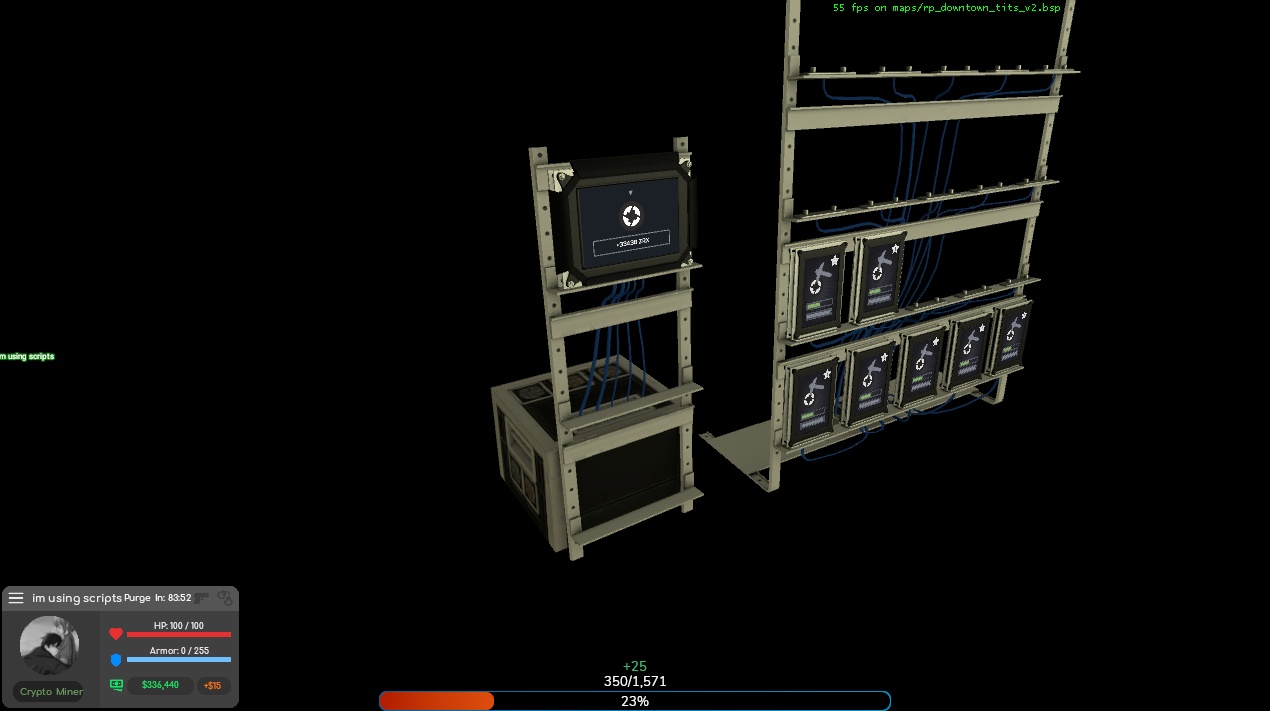 55 fps on maps/rp_downtown_tits_v2.bsp
m using scripts
im using scripts Purge In: 83:52
HP: 100 / 100
Armor: 0 / 255
$336,440 +$15
Crypto Miner
+25
350/1,571
23%